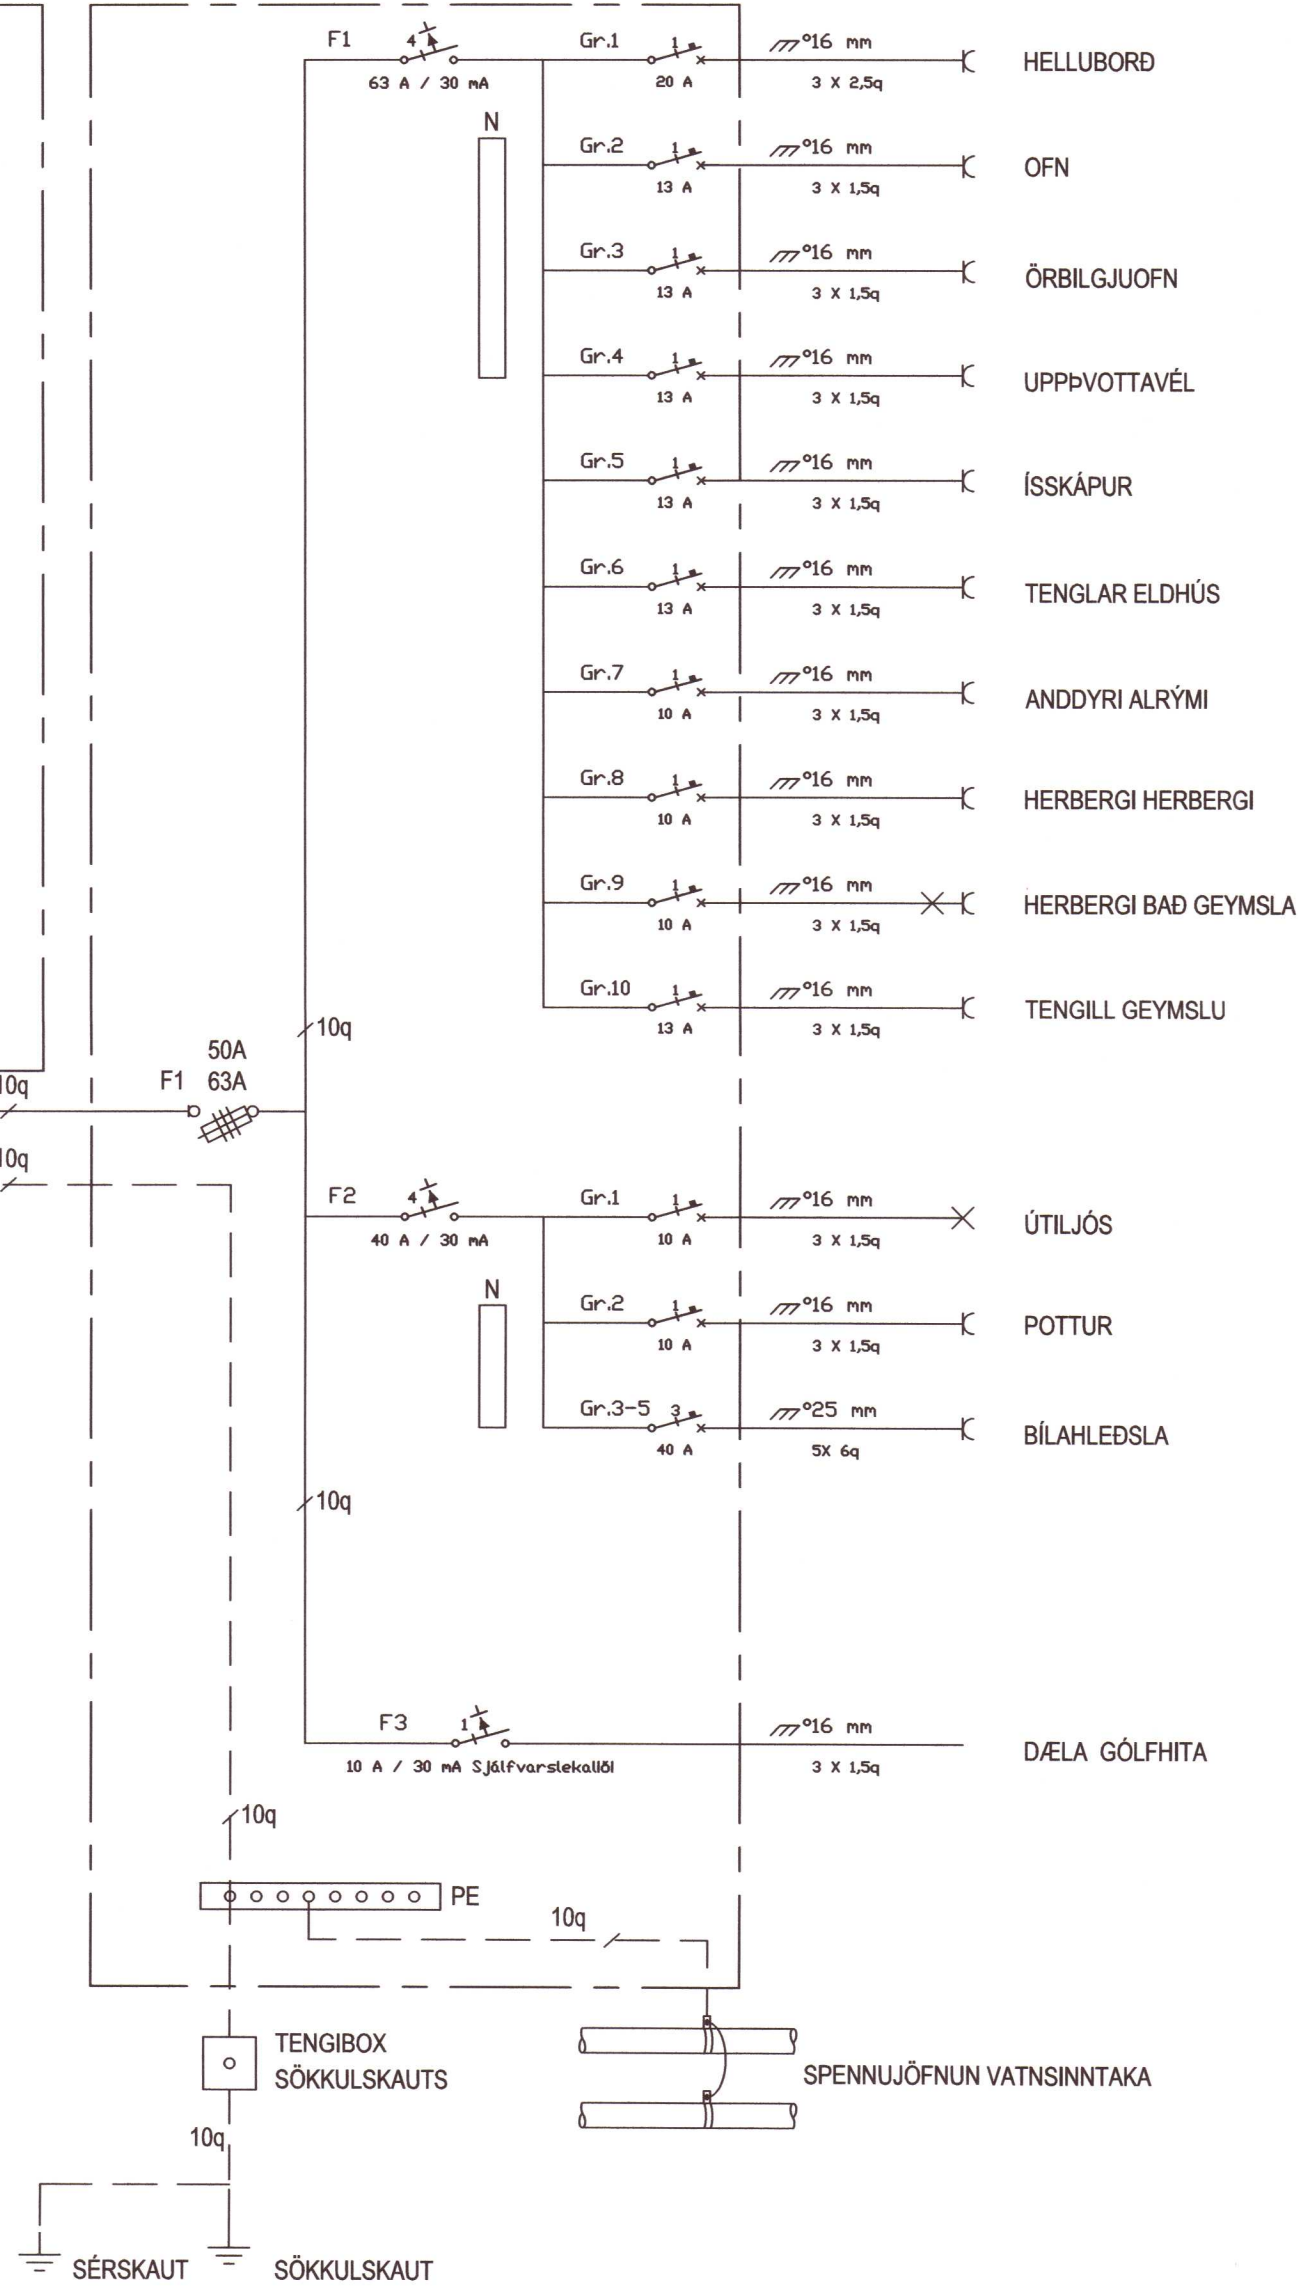 F1
4
63 A / 30 mA
Gr.1
1
20 A
°16 mm
3 X 2,5q
HELLUBORÐ
N
Gr.2
1
13 A
°16 mm
3 X 1,5q
OFN
Gr.3
1
13 A
°16 mm
3 X 1,5q
ÖRBILGJUOFN
Gr.4
1
13 A
°16 mm
3 X 1,5q
UPPÞVOTTAVÉL
Gr.5
1
13 A
°16 mm
3 X 1,5q
ÍSSKÁPUR
Gr.6
1
13 A
°16 mm
3 X 1,5q
TENGLAR ELDHÚS
Gr.7
1
10 A
°16 mm
3 X 1,5q
ANDDYRI ALRÝMI
Gr.8
1
10 A
°16 mm
3 X 1,5q
HERBERGI HERBERGI
Gr.9
1
10 A
°16 mm
3 X 1,5q
HERBERGI BAÐ GEYMSLA
Gr.10
1
13 A
°16 mm
3 X 1,5q
TENGILL GEYMSLU
10q
50A
F1 63A
10q
10q
F2
4
40 A / 30 mA
Gr.1
1
10 A
°16 mm
3 X 1,5q
ÚTILJÓS
N
Gr.2
1
10 A
°16 mm
3 X 1,5q
POTTUR
Gr.3-5
3
40 A
°25 mm
5X 6q
BÍLAHLEÐSLA
10q
F3
1
10 A / 30 mA Sjálfvarslekaliði
°16 mm
3 X 1,5q
DÆLA GÓLFHITA
10q
PE
10q
TENGIBOX
SÖKKULSKAUTS
SPENNUJÖFNUN VATNSINNTAKA
10q
SÉRSKAUT
SÖKKULSKAUT